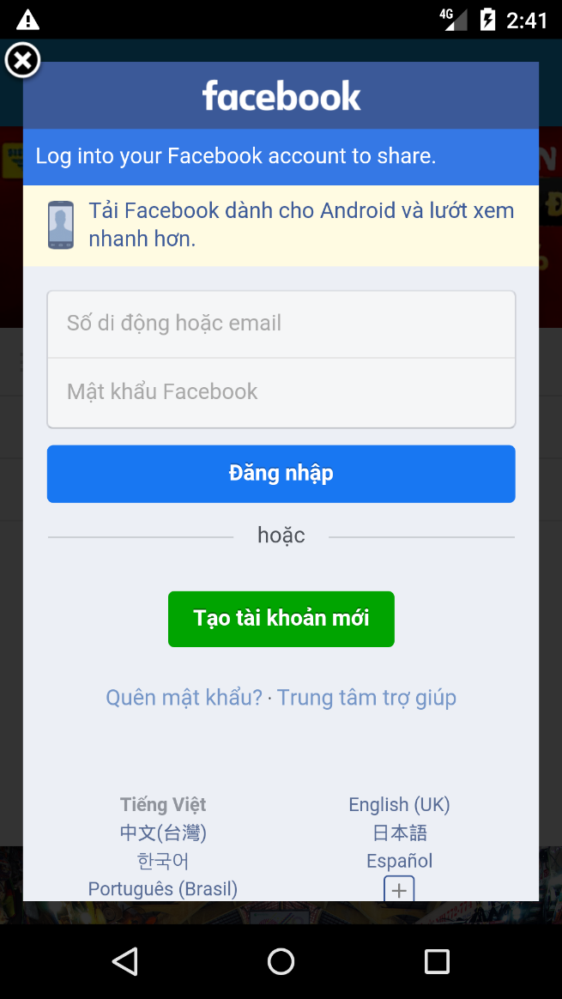 4G 2:41
facebook
Log into your Facebook account to share.
Tải Facebook dành cho Android và lướt xem
nhanh hơn.
Số di động hoặc email
Mật khẩu Facebook
Đăng nhập
hoặc
Tạo tài khoản mới
Quên mật khẩu? · Trung tâm trợ giúp
Tiếng Việt English (UK)
中文(台灣) 日本語
한국어 Español
Português (Brasil)